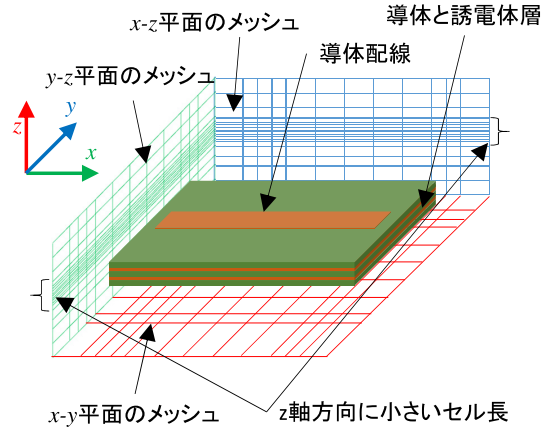 x-z平面のメッシュ
導体と誘電体層
導体配線
y-z平面のメッシュ
y
z
x
x-y平面のメッシュ
z軸方向に小さいセル長